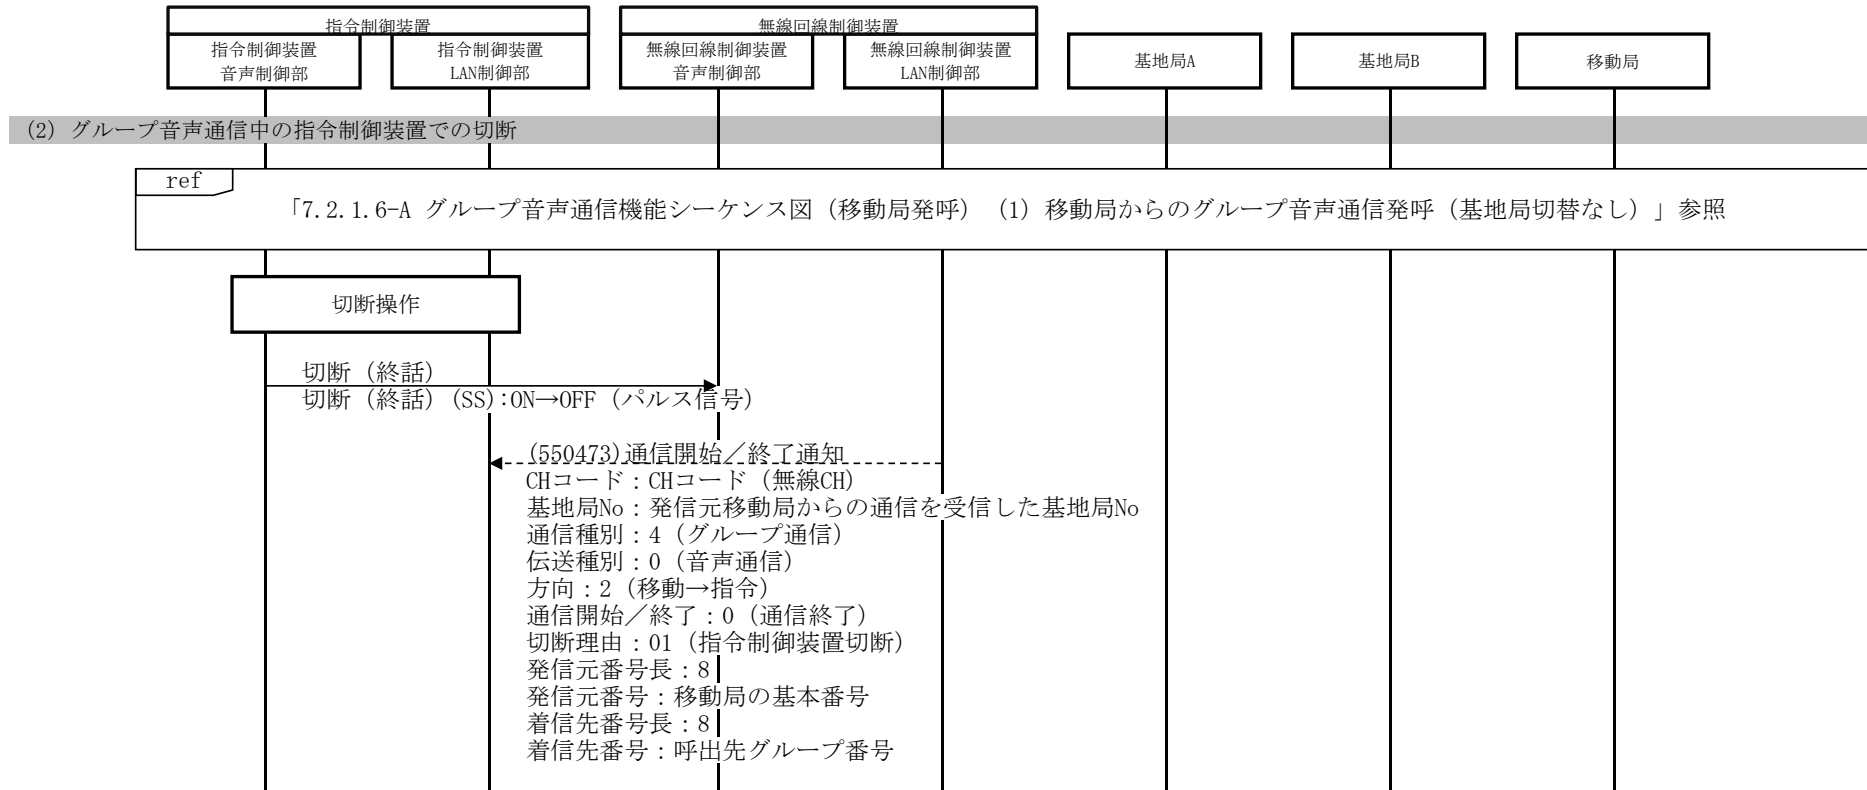 指令制御装置
無線回線制御装置
指令制御装置
音声制御部
指令制御装置
LAN制御部
無線回線制御装置
音声制御部
無線回線制御装置
LAN制御部
基地局A
基地局B
移動局
(2) グループ音声通信中の指令制御装置での切断
ref
「7.2.1.6-A グループ音声通信機能シーケンス図（移動局発呼）（1）移動局からのグループ音声通信発呼（基地局切替なし）」参照
切断操作
切断（終話）
切断（終話）(SS):ON→OFF（パルス信号）
(550473)通信開始／終了通知
CHコード：CHコード（無線CH）
基地局No：発信元移動局からの通信を受信した基地局No
通信種別：4（グループ通信）
伝送種別：0（音声通信）
方向：2（移動→指令）
通信開始／終了：0（通信終了）
切断理由：01（指令制御装置切断）
発信元番号長：8
発信元番号：移動局の基本番号
着信先番号長：8
着信先番号：呼出先グループ番号